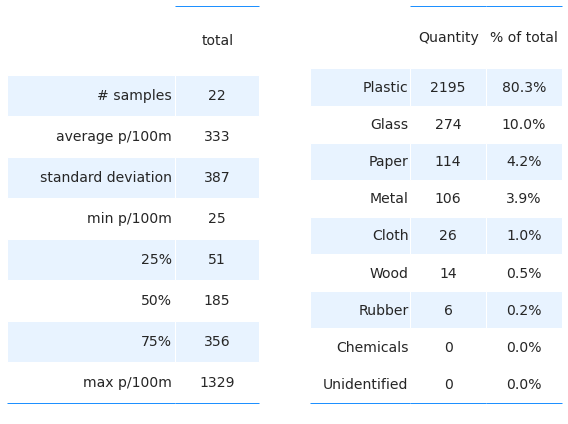 total
# samples 22
average p/100m 333
standard deviation 387
min p/100m 25
25% 51
50% 185
75% 356
max p/100m 1329
Quantity % of total
Plastic 2195 80.3%
Glass 274 10.0%
Paper 114 4.2%
Metal 106 3.9%
Cloth 26 1.0%
Wood 14 0.5%
Rubber 6 0.2%
Chemicals 0 0.0%
Unidentified 0 0.0%